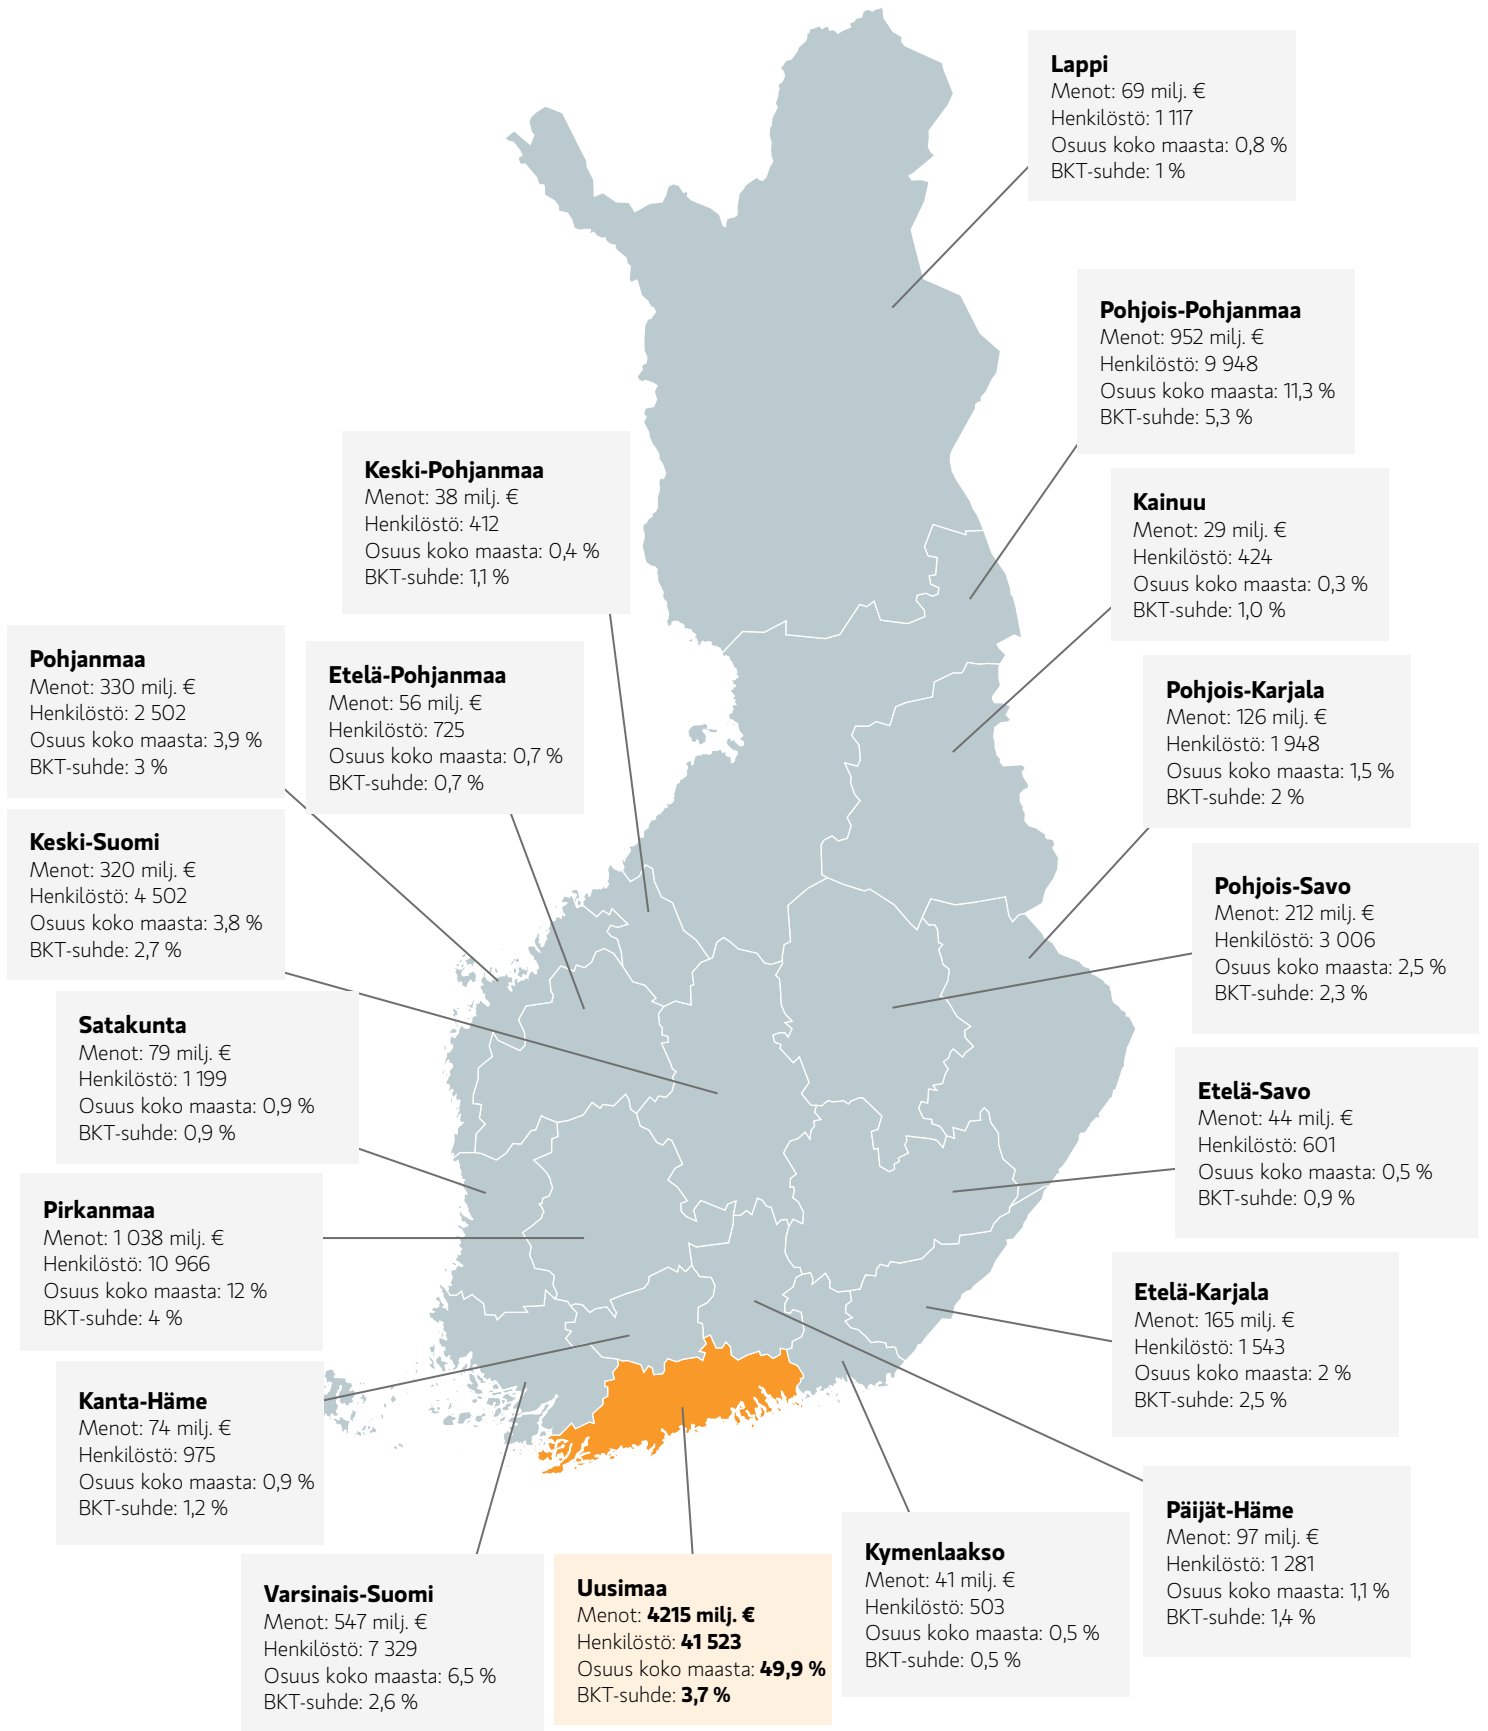 Lappi
Menot: 69 milj. €
Henkilöstö: 1 117
Osuus koko maasta: 0,8 %
BKT-suhde: 1 %
Pohjois-Pohjanmaa
Menot: 952 milj. €
Henkilöstö: 9 948
Osuus koko maasta: 11,3 %
BKT-suhde: 5,3 %
Keski-Pohjanmaa
Menot: 38 milj. €
Henkilöstö: 412
Osuus koko maasta: 0,4 %
BKT-suhde: 1,1 %
Kainuu
Menot: 29 milj. €
Henkilöstö: 424
Osuus koko maasta: 0,3 %
BKT-suhde: 1,0 %
Pohjanmaa
Menot: 330 milj. €
Henkilöstö: 2 502
Osuus koko maasta: 3,9 %
BKT-suhde: 3 %
Etelä-Pohjanmaa
Menot: 56 milj. €
Henkilöstö: 725
Osuus koko maasta: 0,7 %
BKT-suhde: 0,7 %
Pohjois-Karjala
Menot: 126 milj. €
Henkilöstö: 1 948
Osuus koko maasta: 1,5 %
BKT-suhde: 2 %
Keski-Suomi
Menot: 320 milj. €
Henkilöstö: 4 502
Osuus koko maasta: 3,8 %
BKT-suhde: 2,7 %
Pohjois-Savo
Menot: 212 milj. €
Henkilöstö: 3 006
Osuus koko maasta: 2,5 %
BKT-suhde: 2,3 %
Satakunta
Menot: 79 milj. €
Henkilöstö: 1 199
Osuus koko maasta: 0,9 %
BKT-suhde: 0,9 %
Etelä-Savo
Menot: 44 milj. €
Henkilöstö: 601
Osuus koko maasta: 0,5 %
BKT-suhde: 0,9 %
Pirkanmaa
Menot: 1 038 milj. €
Henkilöstö: 10 966
Osuus koko maasta: 12 %
BKT-suhde: 4 %
Etelä-Karjala
Menot: 165 milj. €
Henkilöstö: 1 543
Osuus koko maasta: 2 %
BKT-suhde: 2,5 %
Kanta-Häme
Menot: 74 milj. €
Henkilöstö: 975
Osuus koko maasta: 0,9 %
BKT-suhde: 1,2 %
Päijät-Häme
Menot: 97 milj. €
Henkilöstö: 1 281
Osuus koko maasta: 1,1 %
BKT-suhde: 1,4 %
Kymenlaakso
Menot: 41 milj. €
Henkilöstö: 503
Osuus koko maasta: 0,5 %
BKT-suhde: 0,5 %
Varsinais-Suomi
Menot: 547 milj. €
Henkilöstö: 7 329
Osuus koko maasta: 6,5 %
BKT-suhde: 2,6 %
Uusimaa
Menot: 4215 milj. €
Henkilöstö: 41 523
Osuus koko maasta: 49,9 %
BKT-suhde: 3,7 %